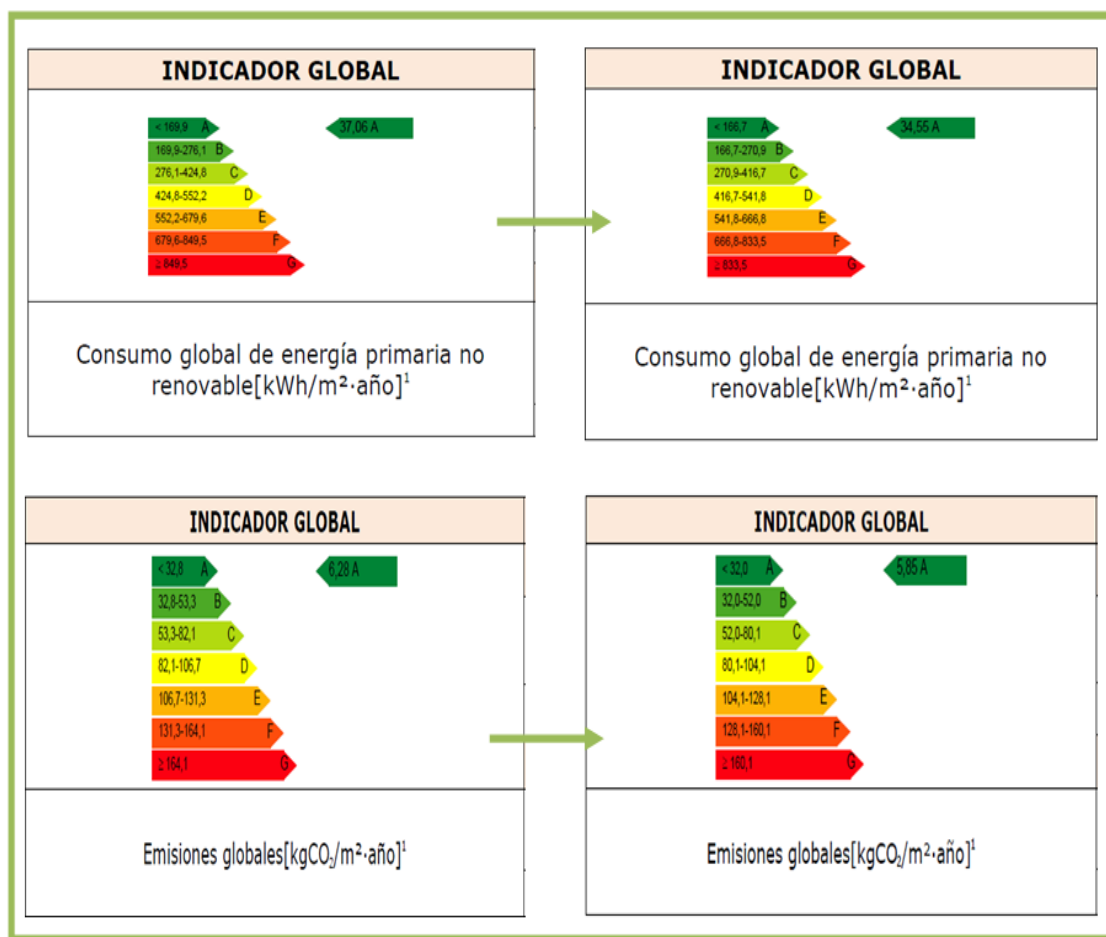 INDICADOR GLOBAL
< 169,9 A
37,06 A
169,9-276,1 B
276,1-424,8 C
424,8-552,2 D
552,2-679,6 E
679,6-849,5 F
≥ 849,5 G
Consumo global de energía primaria no
renovable[kWh/m²·año]¹
INDICADOR GLOBAL
< 166,7 A
34,55 A
166,7-270,9 B
270,9-416,7 C
416,7-541,8 D
541,8-666,8 E
666,8-833,5 F
≥ 833,5 G
Consumo global de energía primaria no
renovable[kWh/m²·año]¹
INDICADOR GLOBAL
< 32,8 A
6,28 A
32,8-53,3 B
53,3-82,1 C
82,1-106,7 D
106,7-131,3 E
131,3-164,1 F
≥ 164,1 G
Emisiones globales[kgCO₂/m²·año]¹
INDICADOR GLOBAL
< 32,0 A
5,85 A
32,0-52,0 B
52,0-80,1 C
80,1-104,1 D
104,1-128,1 E
128,1-160,1 F
≥ 160,1 G
Emisiones globales[kgCO₂/m²·año]¹